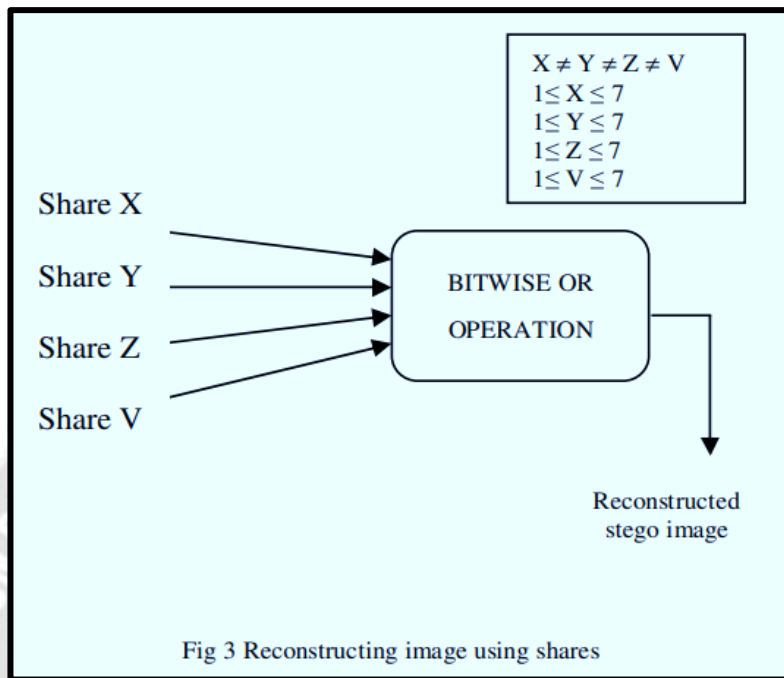 X ≠ Y ≠ Z ≠ V
1≤ X ≤ 7
1≤ Y ≤ 7
1≤ Z ≤ 7
1≤ V ≤ 7
Share X
Share Y
Share Z
Share V
BITWISE OR
OPERATION
Reconstructed
stego image
Fig 3 Reconstructing image using shares